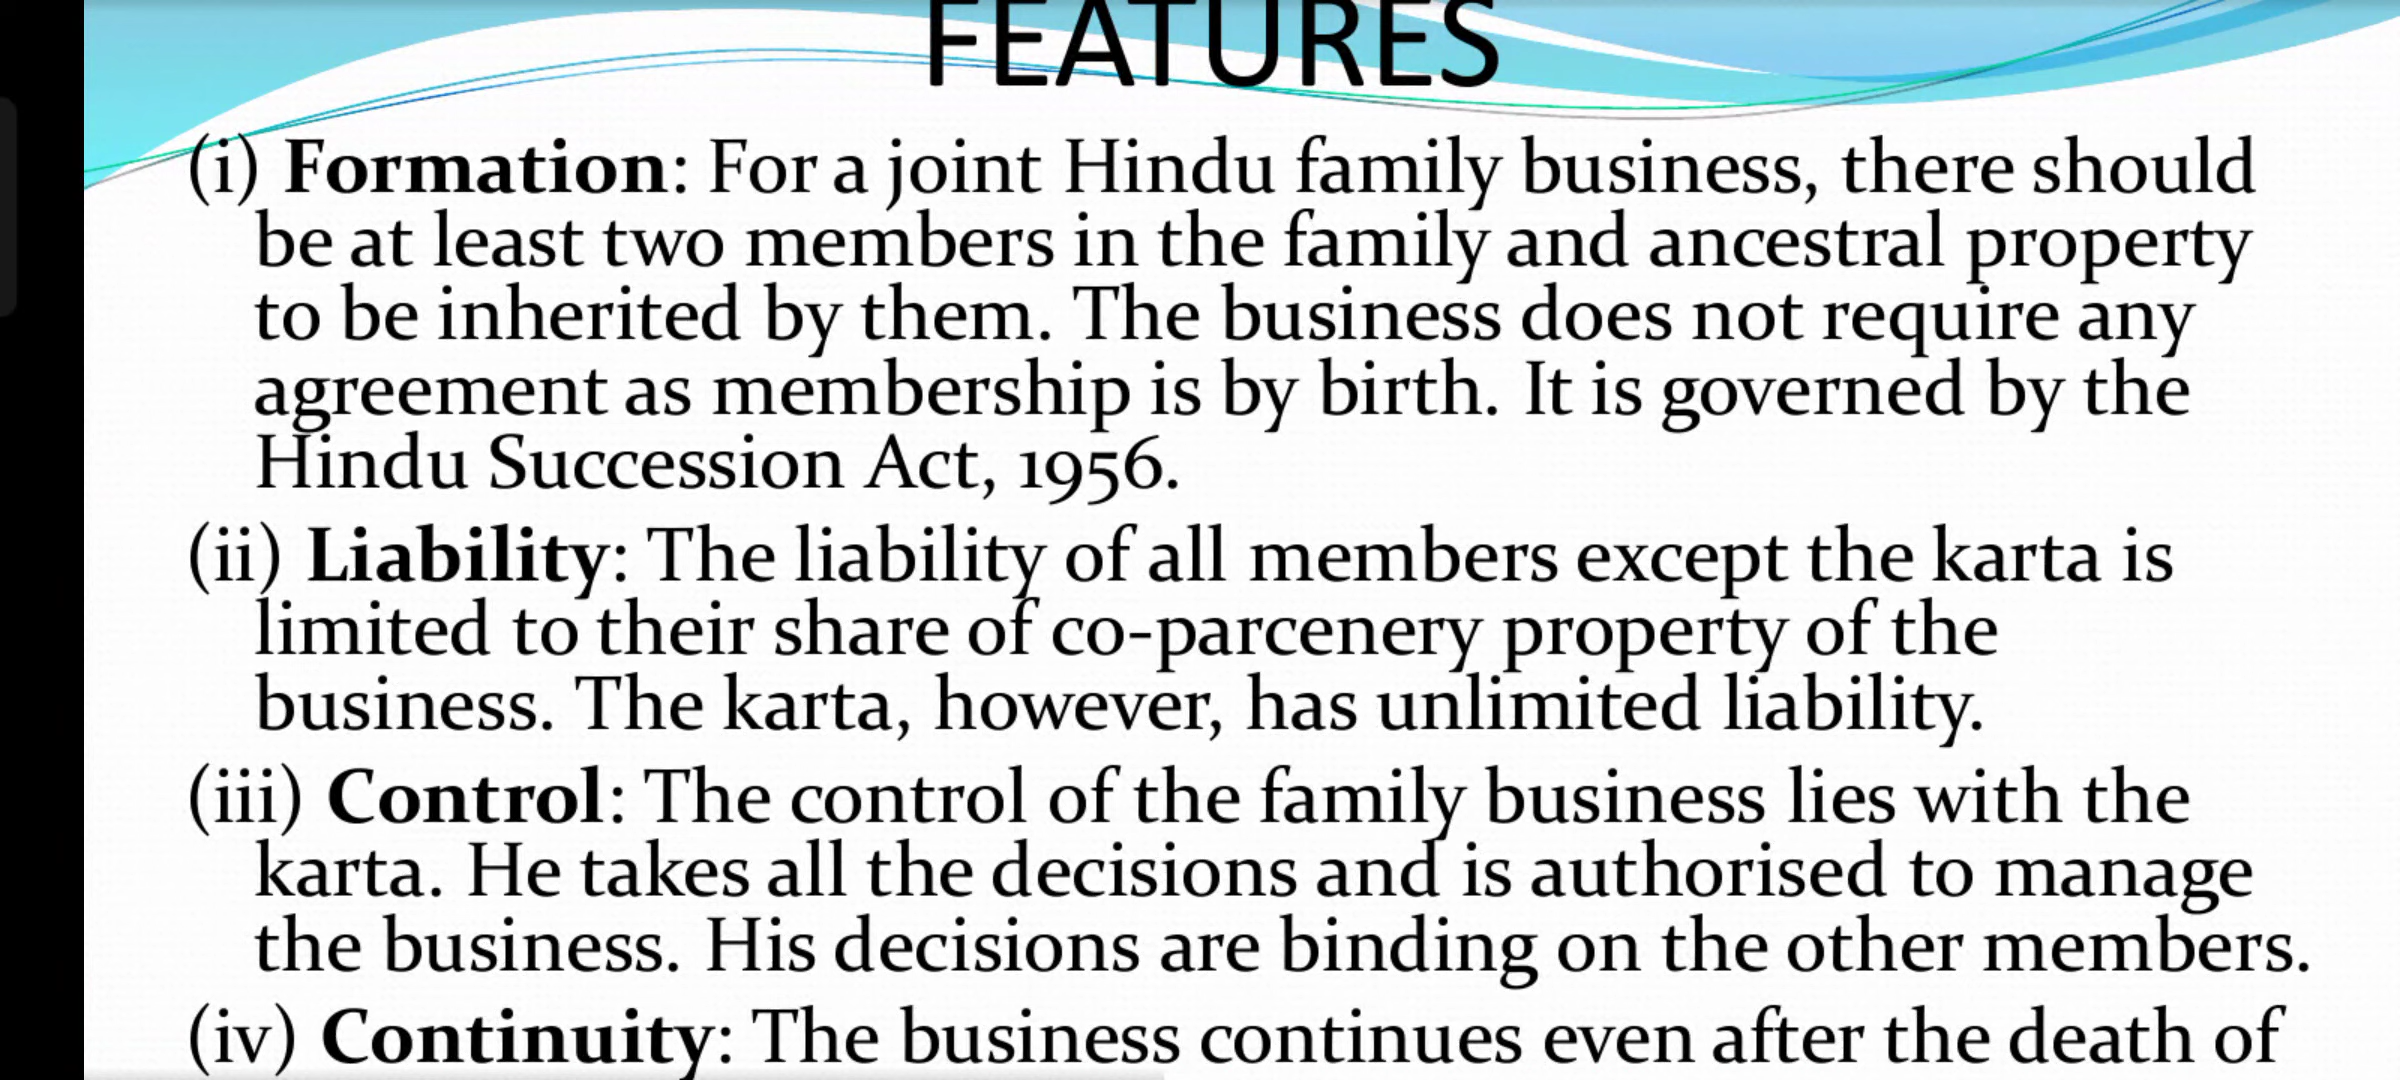 FEATURES
(i) Formation: For a joint Hindu family business, there should
be at least two members in the family and ancestral property
to be inherited by them. The business does not require any
agreement as membership is by birth. It is governed by the
Hindu Succession Act, 1956.
(ii) Liability: The liability of all members except the karta is
limited to their share of co-parcenery property of the
business. The karta, however, has unlimited liability.
(iii) Control: The control of the family business lies with the
karta. He takes all the decisions and is authorised to manage
the business. His decisions are binding on the other members.
(iv) Continuity: The business continues even after the death of